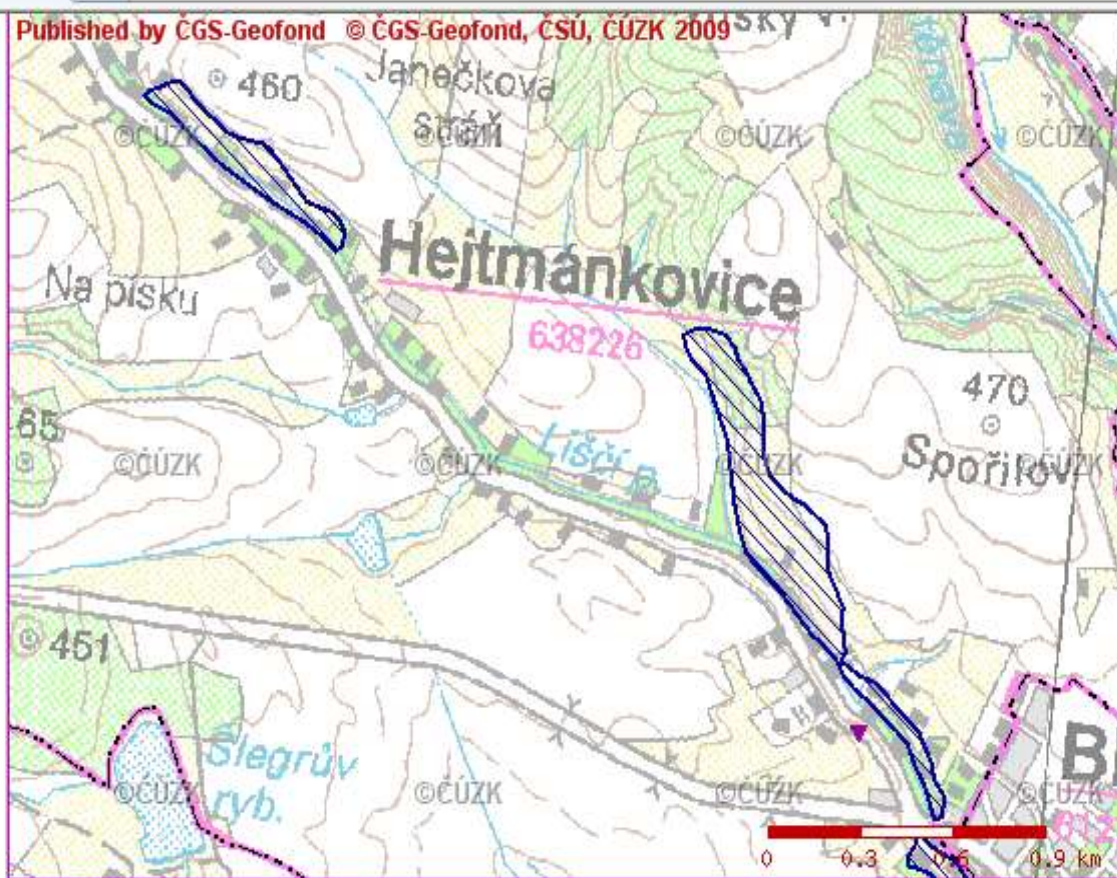 Published by ČGS-Geofond © ČGS-Geofond, ČSÚ, ČÚZK 2009
460
Janečkova
stráň
©ČÚZK
©ČÚZK
©ČÚZK
©ČÚZK
Hejtmánkovice
Na písku
638226
470
65
Liščí p.
Spořilov
©ČÚZK
©ČÚZK
©ČÚZK
©ČÚZK
451
Šlegrův
ryb.
B
©ČÚZK
©ČÚZK
©ČÚZK
©ČÚZK
612
0 0.3 0.6 0.9 km